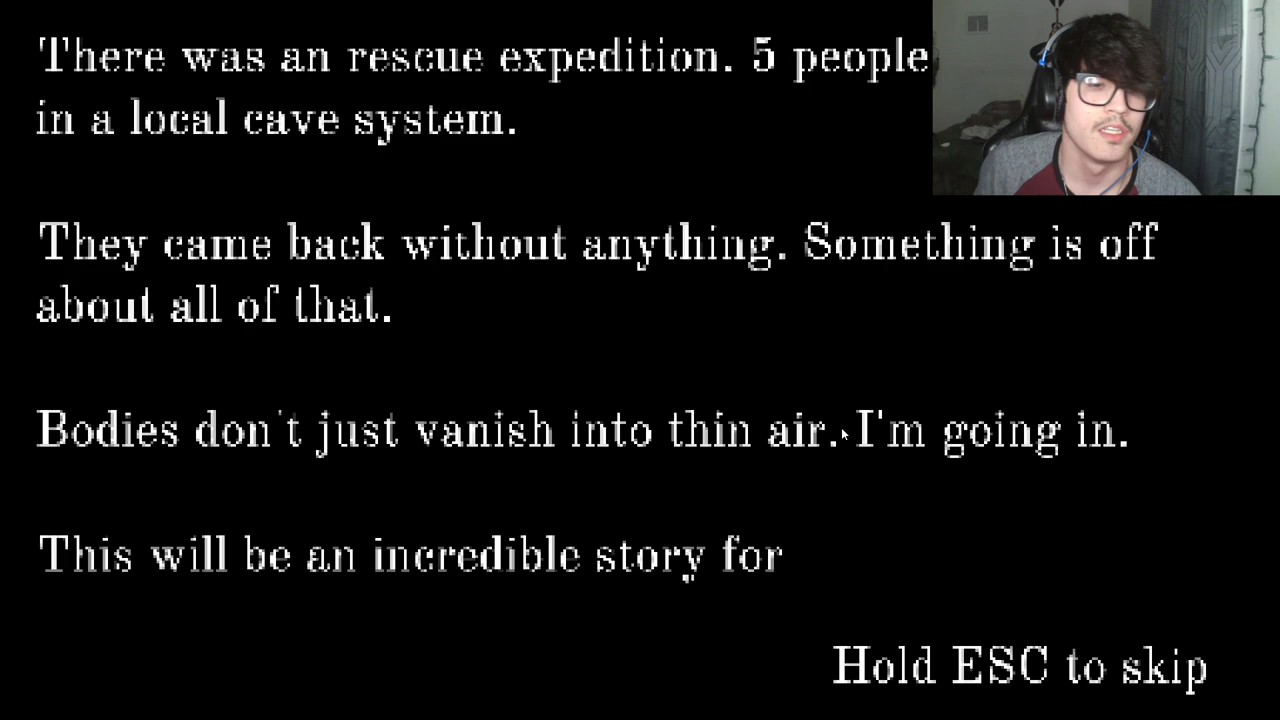 There was an rescue expedition. 5 people
in a local cave system.
They came back without anything. Something is off
about all of that.
Bodies don't just vanish into thin air. I'm going in.
This will be an incredible story for
Hold ESC to skip